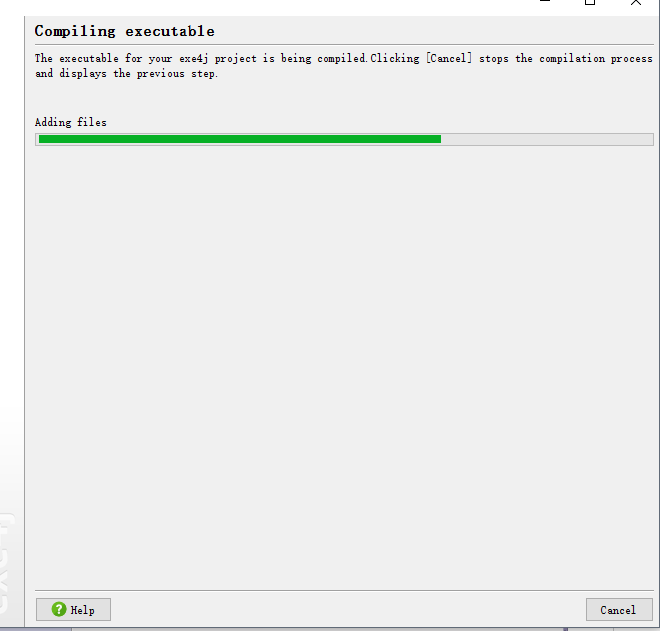 Compiling executable
The executable for your exe4j project is being compiled.Clicking [Cancel] stops the compilation process
and displays the previous step.
Adding files
Help
Cancel